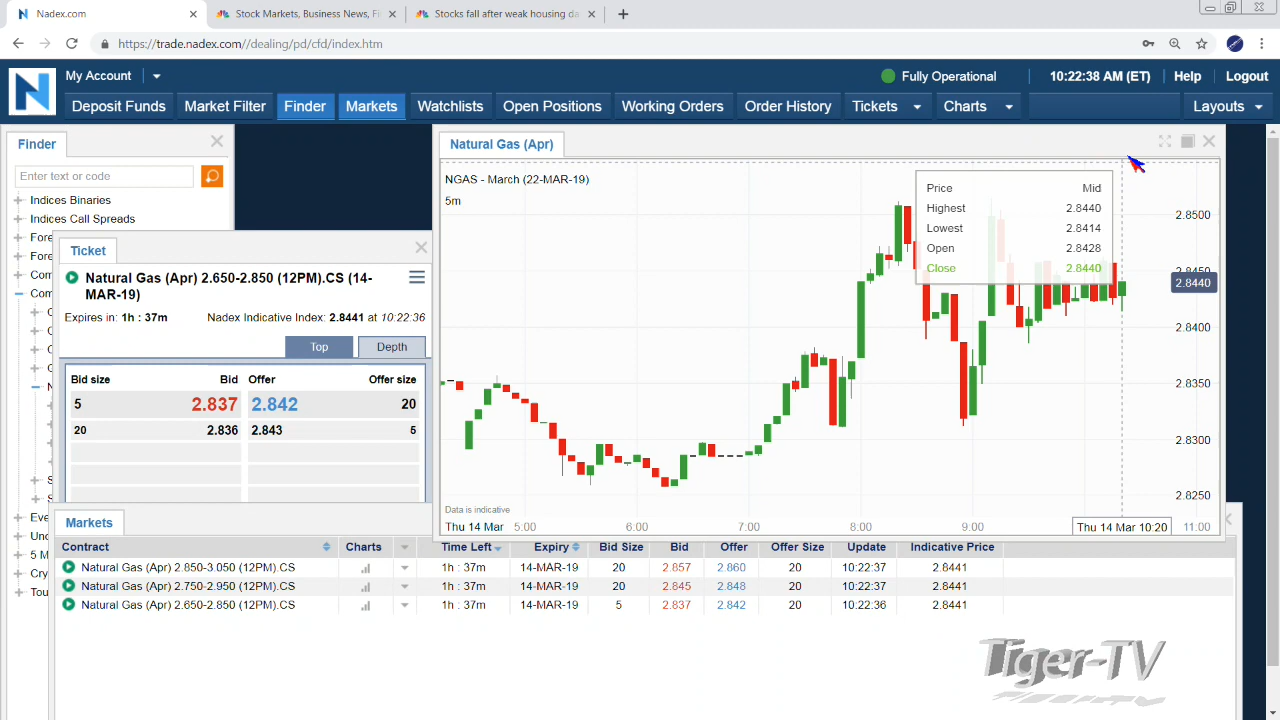 Nadex.com
Stock Markets, Business News, Fi
Stocks fall after weak housing da
https://trade.nadex.com//dealing/pd/cfd/index.htm
My Account
Fully Operational
10:22:38 AM (ET)
Help
Logout
Deposit Funds
Market Filter
Finder
Markets
Watchlists
Open Positions
Working Orders
Order History
Tickets
Charts
Layouts
Finder
Enter text or code
Indices Binaries
Indices Call Spreads
Fore
Fore
Com
Com
Eve
Und
5 M
Cry
Tou
Ticket
Natural Gas (Apr) 2.650-2.850 (12PM).CS (14-
MAR-19)
Expires in: 1h : 37m
Nadex Indicative Index: 2.8441 at 10:22:36
Top
Depth
Bid size Bid Offer Offer size
5 2.837 2.842 20
20 2.836 2.843 5
Natural Gas (Apr)
NGAS - March (22-MAR-19)
5m
Price Mid
Highest 2.8440
Lowest 2.8414
Open 2.8428
Close 2.8440
2.8500
2.8450
2.8440
2.8400
2.8350
2.8300
2.8250
Data is indicative
Thu 14 Mar 5:00 6:00 7:00 8:00 9:00 Thu 14 Mar 10:20 11:00
Markets
Contract Charts Time Left Expiry Bid Size Bid Offer Offer Size Update Indicative Price
Natural Gas (Apr) 2.850-3.050 (12PM).CS 1h : 37m 14-MAR-19 20 2.857 2.860 20 10:22:37 2.8441
Natural Gas (Apr) 2.750-2.950 (12PM).CS 1h : 37m 14-MAR-19 20 2.845 2.848 20 10:22:37 2.8441
Natural Gas (Apr) 2.650-2.850 (12PM).CS 1h : 37m 14-MAR-19 5 2.837 2.842 20 10:22:36 2.8441
Tiger-TV